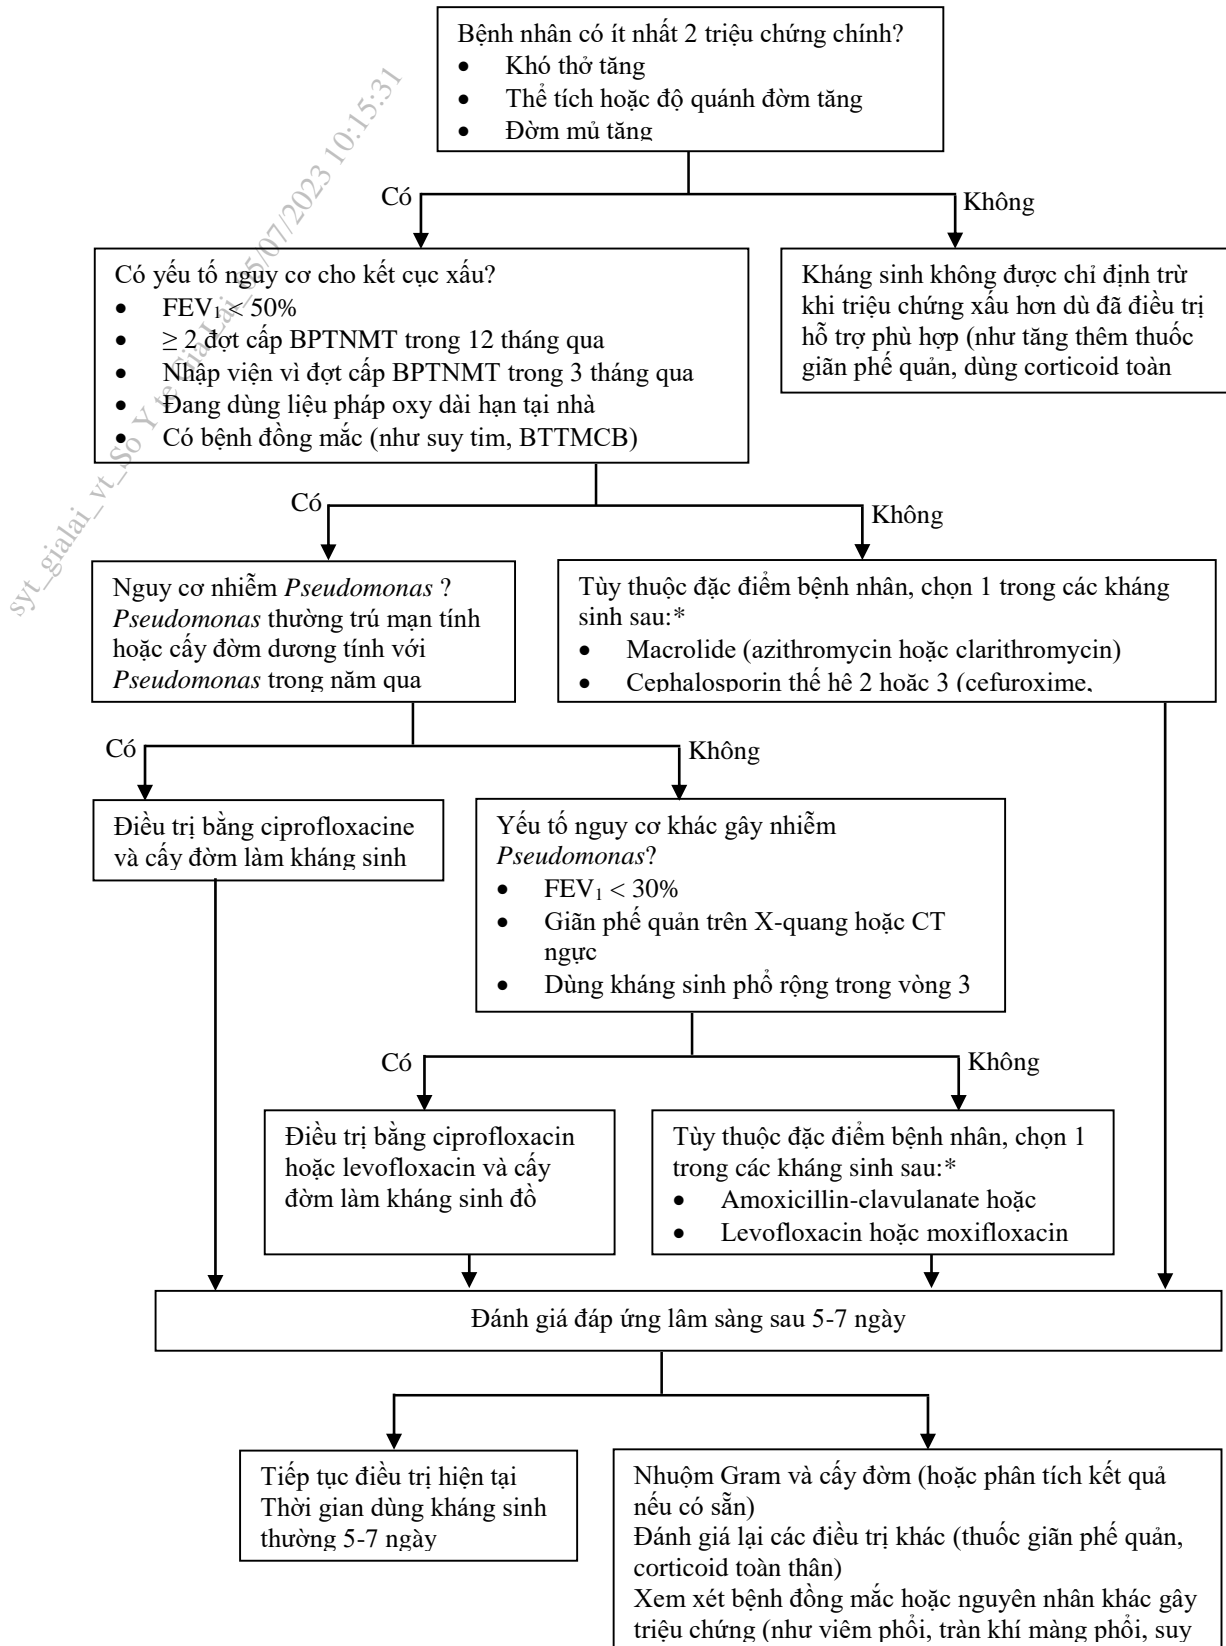 Bệnh nhân có ít nhất 2 triệu chứng chính?
• Khó thở tăng
• Thể tích hoặc độ quánh đờm tăng
• Đờm mủ tăng
Có
Không
Có yếu tố nguy cơ cho kết cục xấu?
• FEV₁ < 50%
• ≥ 2 đợt cấp BPTNMT trong 12 tháng qua
• Nhập viện vì đợt cấp BPTNMT trong 3 tháng qua
• Đang dùng liệu pháp oxy dài hạn tại nhà
• Có bệnh đồng mắc (như suy tim, BTTMCB)
Kháng sinh không được chỉ định trừ
khi triệu chứng xấu hơn dù đã điều trị
hỗ trợ phù hợp (như tăng thêm thuốc
giãn phế quản, dùng corticoid toàn
Có
Không
Nguy cơ nhiễm Pseudomonas ?
Pseudomonas thường trú mạn tính
hoặc cấy đờm dương tính với
Pseudomonas trong năm qua
Tùy thuộc đặc điểm bệnh nhân, chọn 1 trong các kháng
sinh sau:*
• Macrolide (azithromycin hoặc clarithromycin)
• Cephalosporin thế hệ 2 hoặc 3 (cefuroxime,
Có
Không
Điều trị bằng ciprofloxacine
và cấy đờm làm kháng sinh
Yếu tố nguy cơ khác gây nhiễm
Pseudomonas?
• FEV₁ < 30%
• Giãn phế quản trên X-quang hoặc CT
ngực
• Dùng kháng sinh phổ rộng trong vòng 3
Có
Không
Điều trị bằng ciprofloxacin
hoặc levofloxacin và cấy
đờm làm kháng sinh đồ
Tùy thuộc đặc điểm bệnh nhân, chọn 1
trong các kháng sinh sau:*
• Amoxicillin-clavulanate hoặc
• Levofloxacin hoặc moxifloxacin
Đánh giá đáp ứng lâm sàng sau 5-7 ngày
Tiếp tục điều trị hiện tại
Thời gian dùng kháng sinh
thường 5-7 ngày
Nhuộm Gram và cấy đờm (hoặc phân tích kết quả
nếu có sẵn)
Đánh giá lại các điều trị khác (thuốc giãn phế quản,
corticoid toàn thân)
Xem xét bệnh đồng mắc hoặc nguyên nhân khác gây
triệu chứng (như viêm phổi, tràn khí màng phổi, suy
syt_gialai_vt_So Y te Gia Lai_ 10:15:31